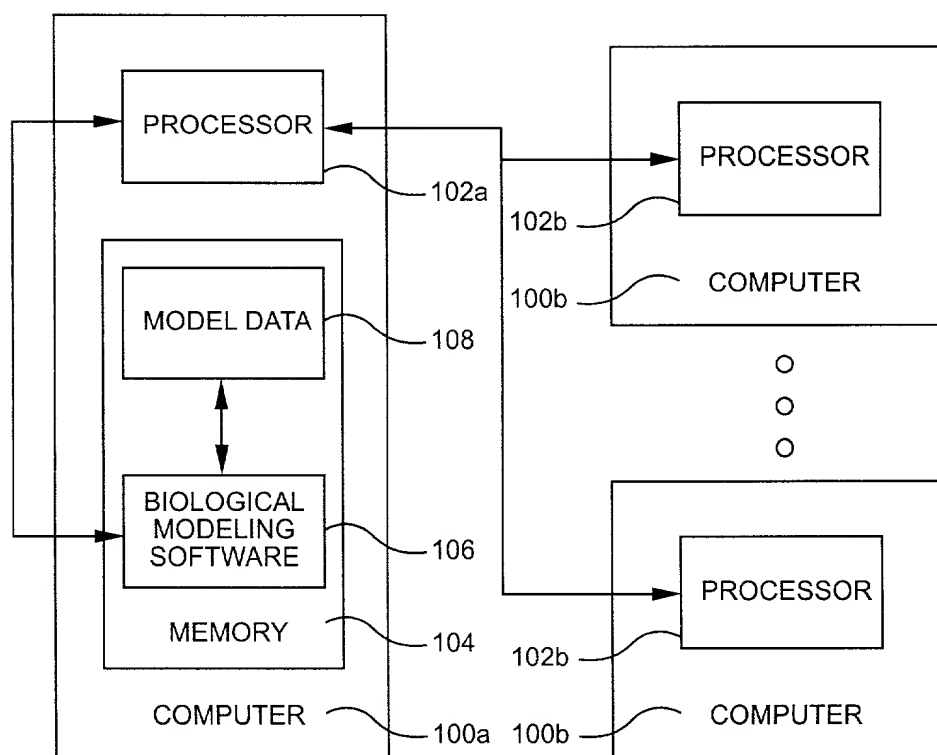 PROCESSOR
102a
MODEL DATA
108
BIOLOGICAL
MODELING
SOFTWARE
106
MEMORY
104
COMPUTER
100a
PROCESSOR
102b
COMPUTER
100b
PROCESSOR
102b
COMPUTER
100b